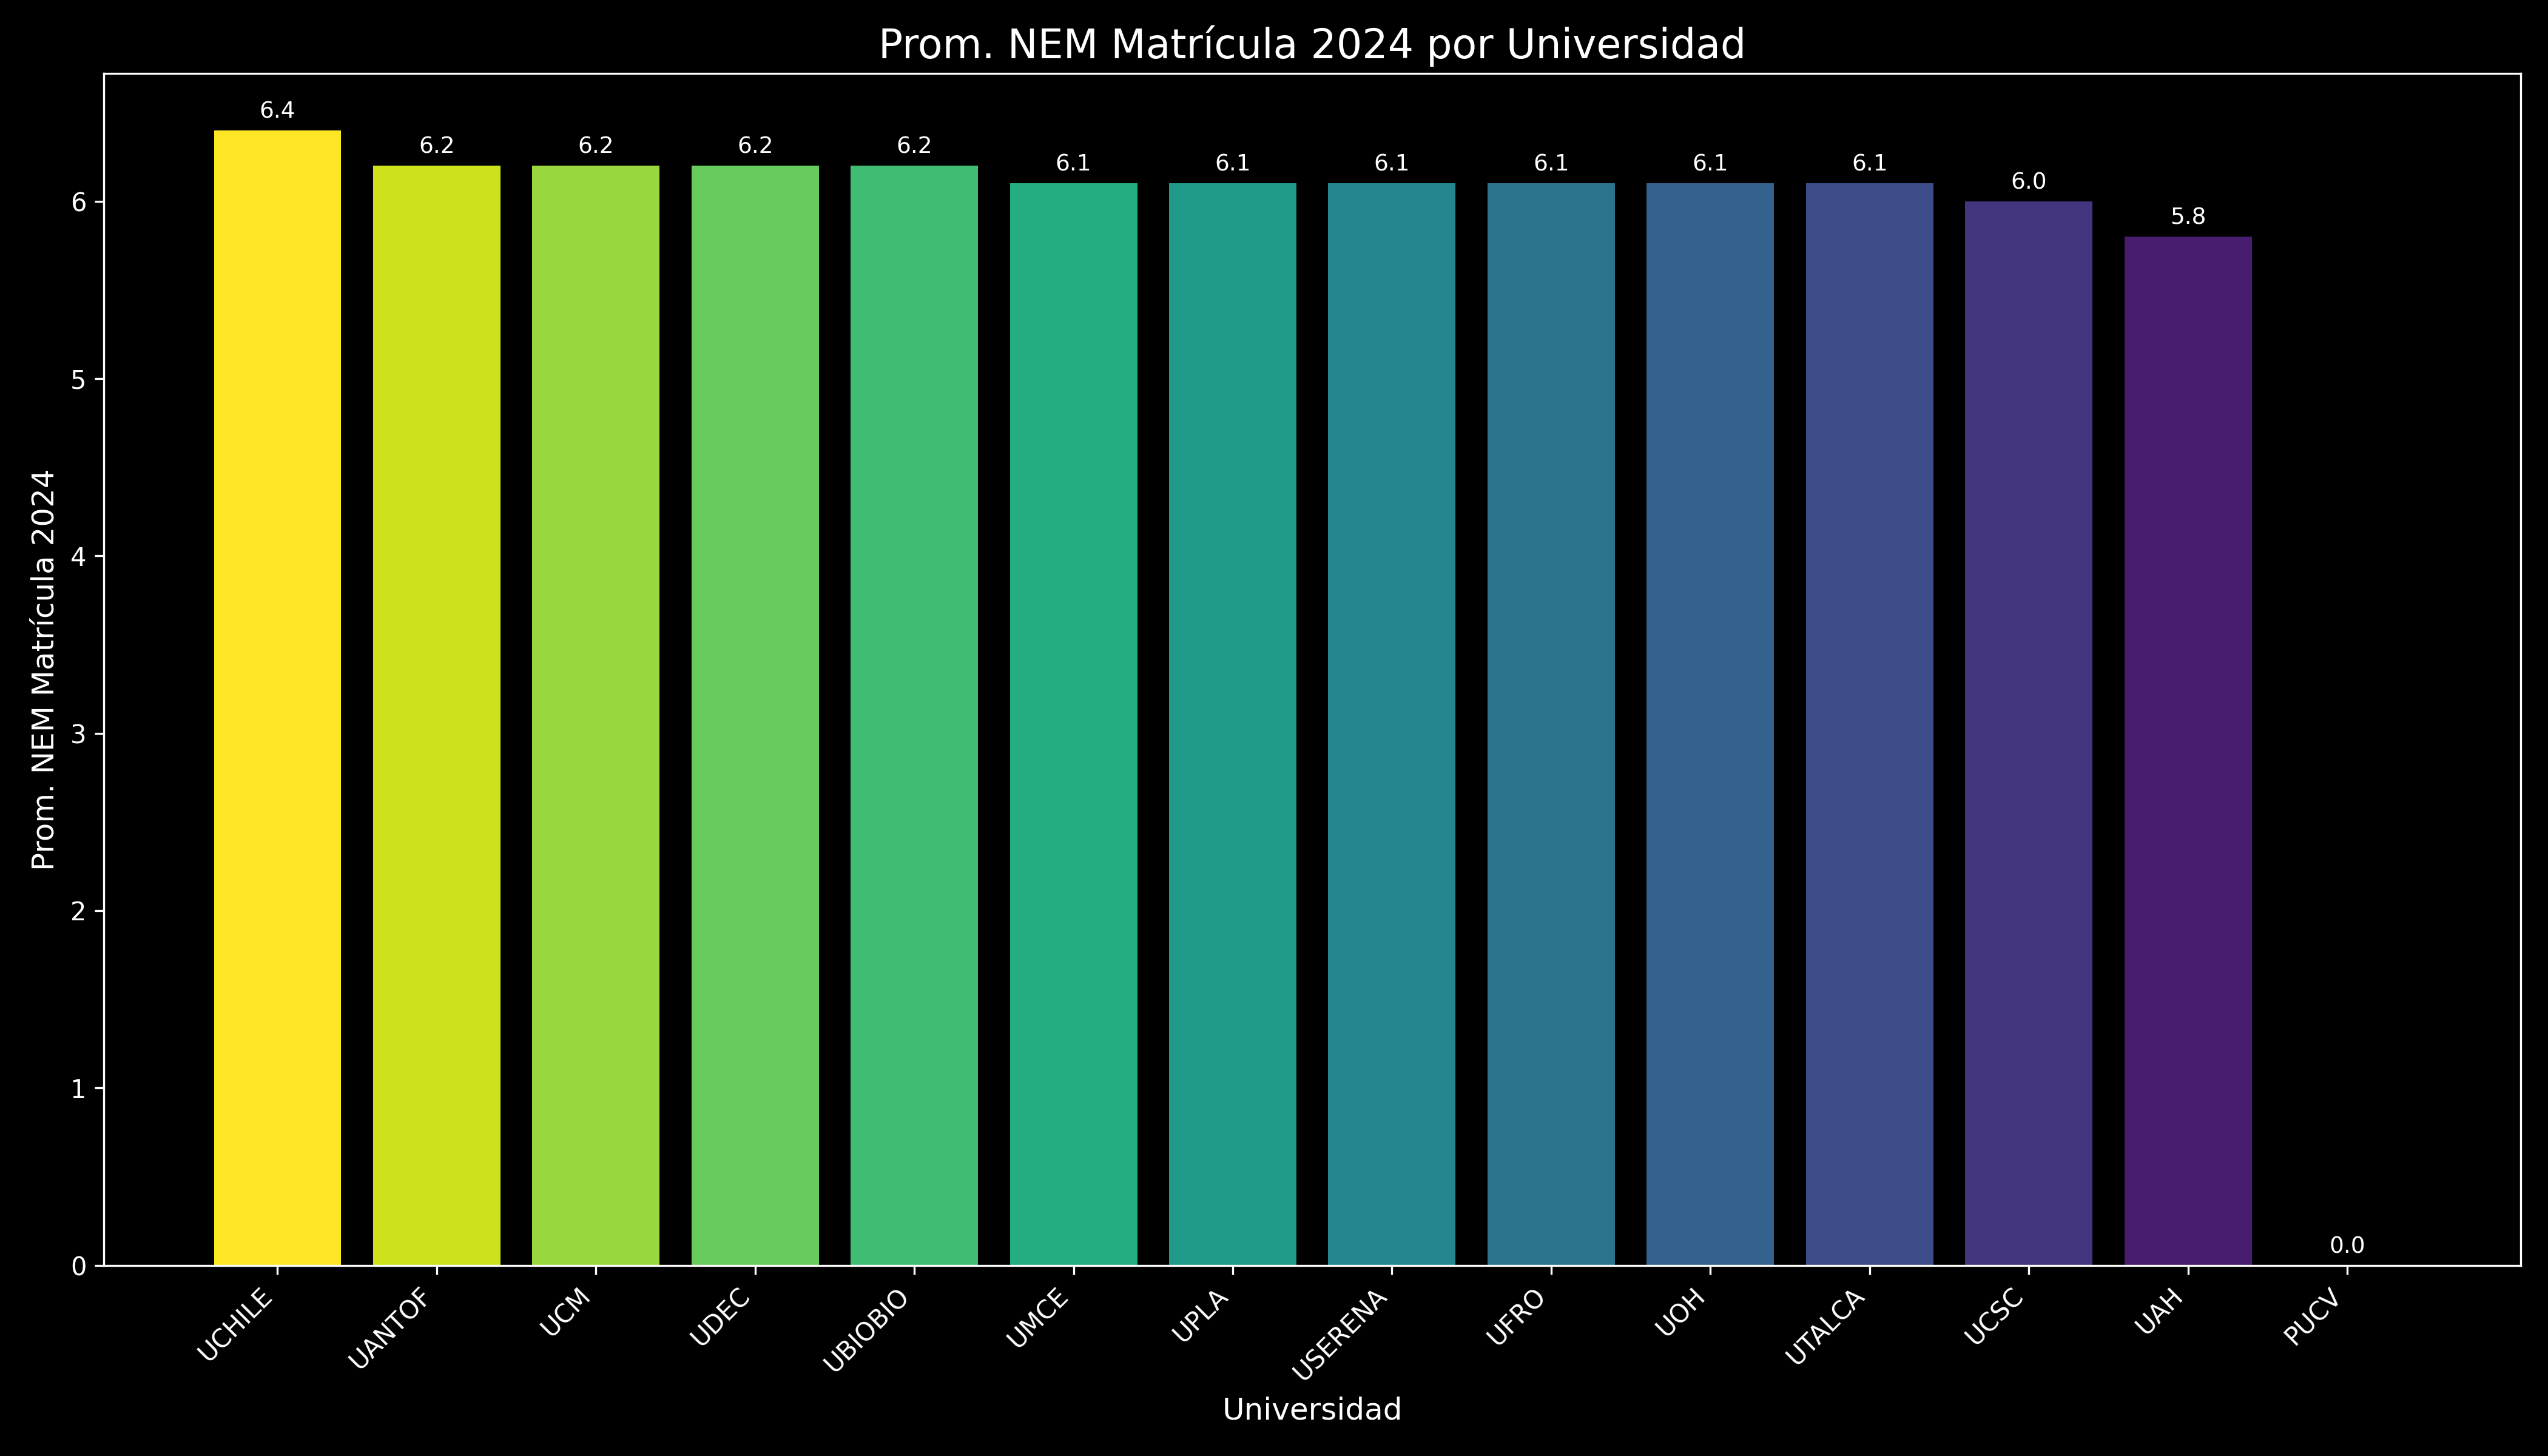 Prom. NEM Matrícula 2024 por Universidad
Prom. NEM Matrícula 2024
6
5
4
3
2
1
0
6.4
6.2
6.2
6.2
6.2
6.1
6.1
6.1
6.1
6.1
6.1
6.0
5.8
0.0
UCHILE
UANTOF
UCM
UDEC
UBIOBIO
UMCE
UPLA
USERENA
UFRO
UOH
UTALCA
UCSC
UAH
PUCV
Universidad